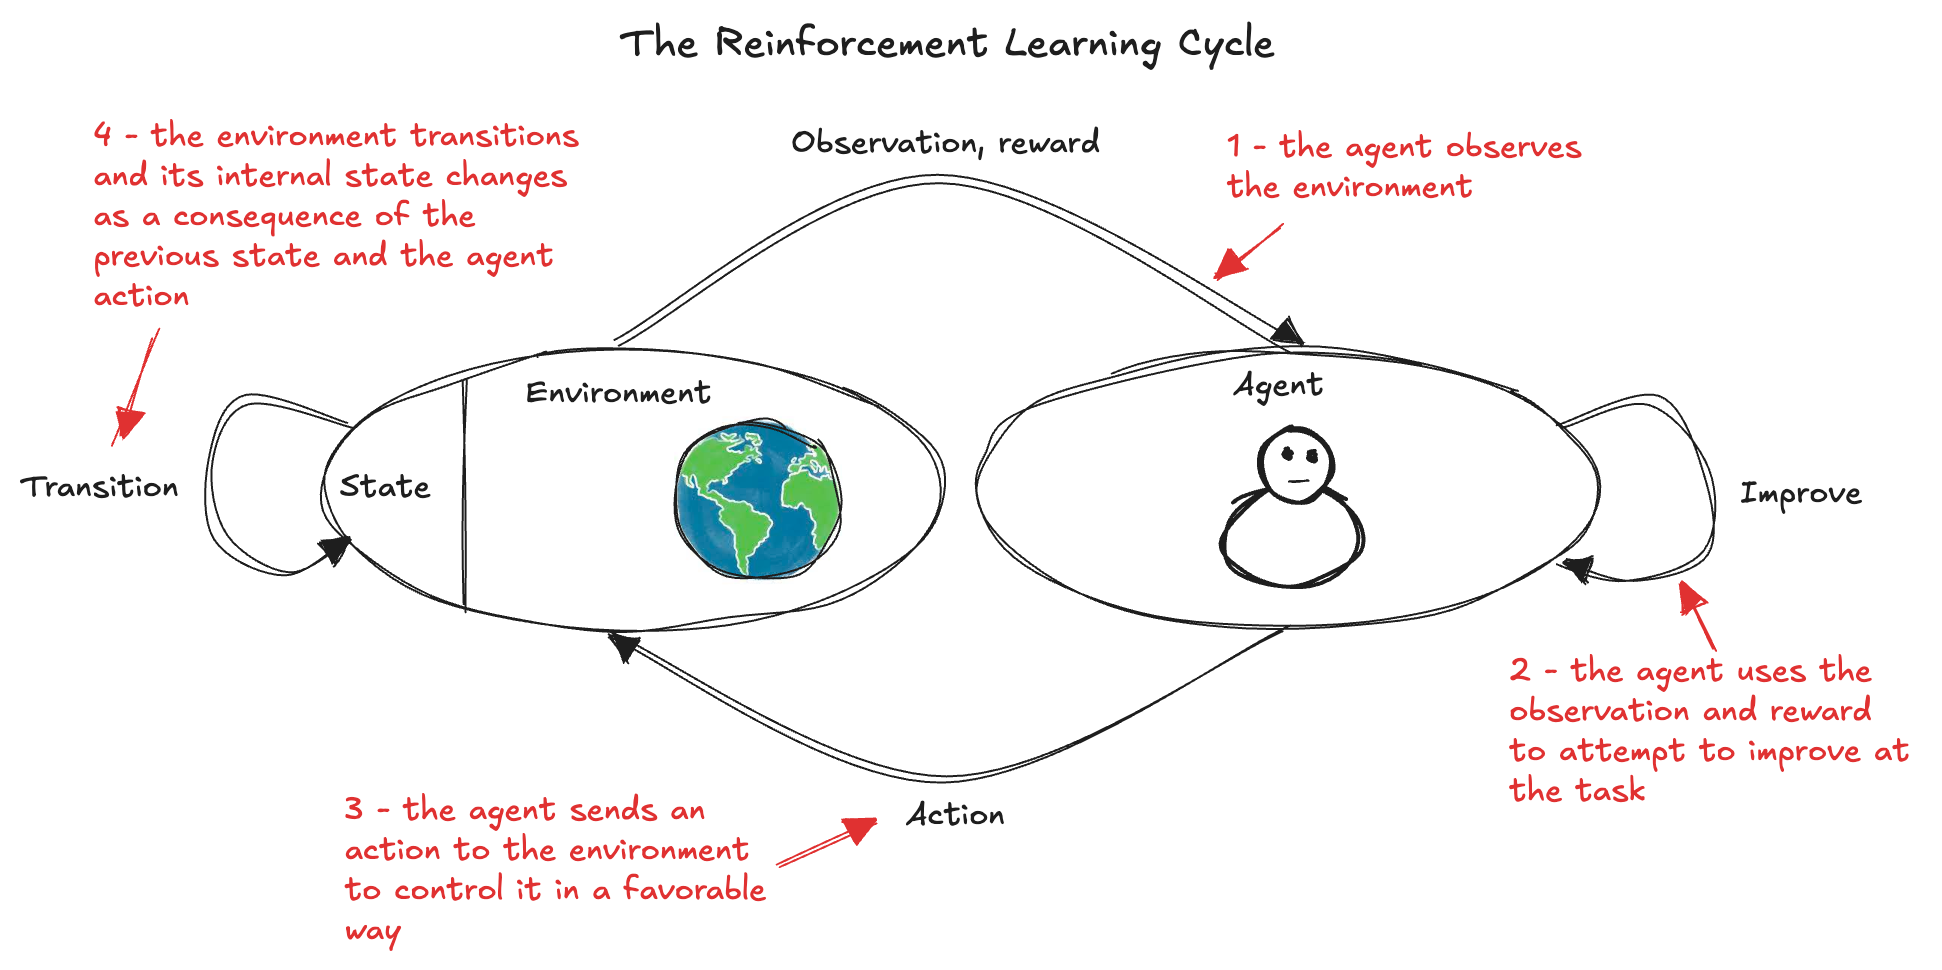 The Reinforcement Learning Cycle
4 - the environment transitions
and its internal state changes
as a consequence of the
previous state and the agent
action
Observation, reward
1 - the agent observes
the environment
Environment
Agent
Transition
State
Improve
2 - the agent uses the
observation and reward
to attempt to improve at
the task
3 - the agent sends an
action to the environment
to control it in a favorable
way
Action